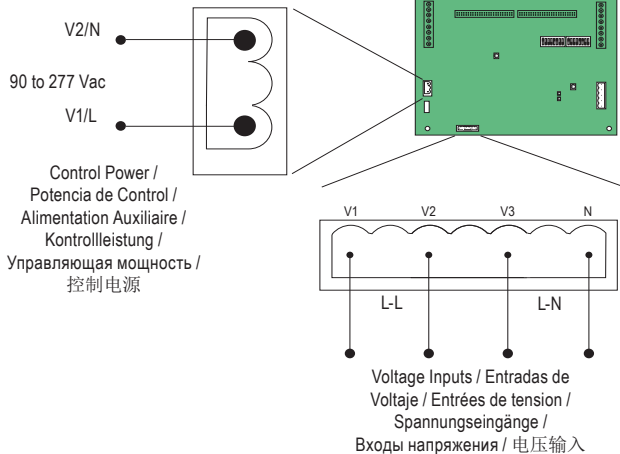 V2/N
90 to 277 Vac
V1/L
Control Power /
Potencia de Control /
Alimentation Auxiliaire /
Kontrollleistung /
Управляющая мощность /
控制电源
V1 V2 V3 N
L-L L-N
Voltage Inputs / Entradas de
Voltaje / Entrées de tension /
Spannungseingänge /
Входы напряжения / 电压输入